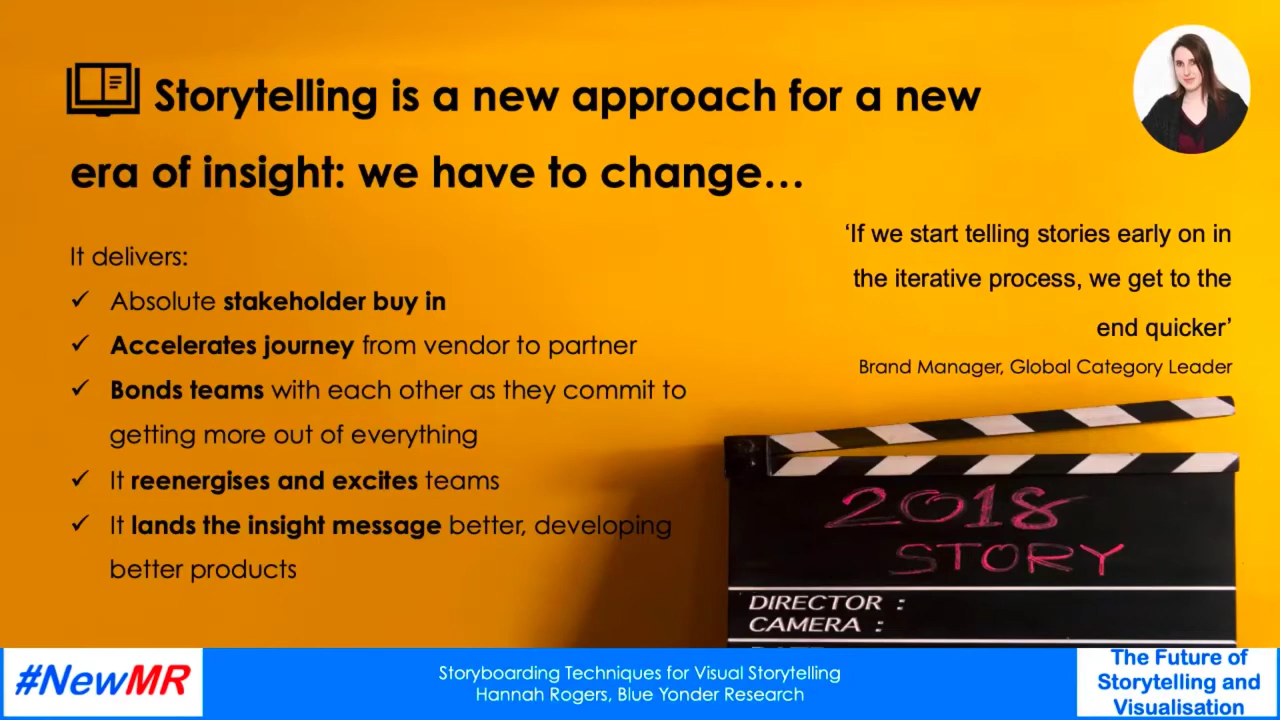 Storytelling is a new approach for a new
era of insight: we have to change…
It delivers:
✓ Absolute stakeholder buy in
✓ Accelerates journey from vendor to partner
✓ Bonds teams with each other as they commit to
getting more out of everything
✓ It reenergises and excites teams
✓ It lands the insight message better, developing
better products
‘If we start telling stories early on in
the iterative process, we get to the
end quicker’
Brand Manager, Global Category Leader
2018
STORY
DIRECTOR :
CAMERA :
#NewMR
Storyboarding Techniques for Visual Storytelling
Hannah Rogers, Blue Yonder Research
The Future of
Storytelling and
Visualisation